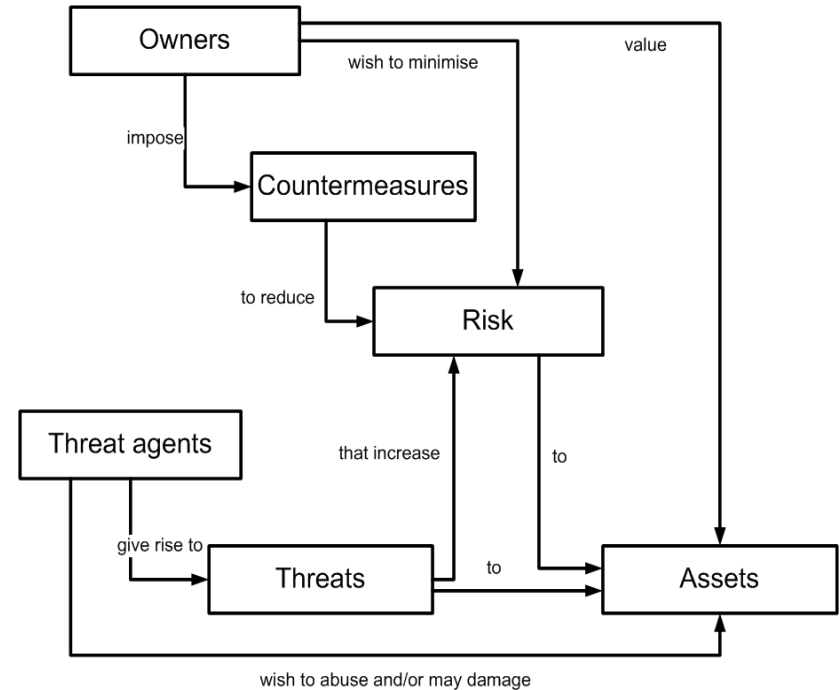 Owners
value
wish to minimise
impose
Countermeasures
to reduce
Risk
Threat agents
that increase
to
give rise to
Threats
to
Assets
wish to abuse and/or may damage